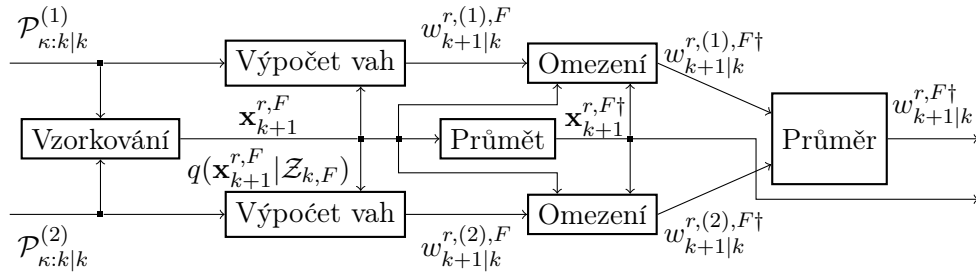 𝒫^{(1)}_{κ:k|k}
Výpočet vah
w^{r,(1),F}_{k+1|k}
Omezení
w^{r,(1),F†}_{k+1|k}
Vzorkování
𝐱^{r,F}_{k+1}
q(𝐱^{r,F}_{k+1}|𝒵_{k,F})
Průmět
𝐱^{r,F†}_{k+1}
Průměr
w^{r,F†}_{k+1|k}
𝒫^{(2)}_{κ:k|k}
Výpoćet vah
w^{r,(2),F}_{k+1|k}
Omezení
w^{r,(2),F†}_{k+1|k}